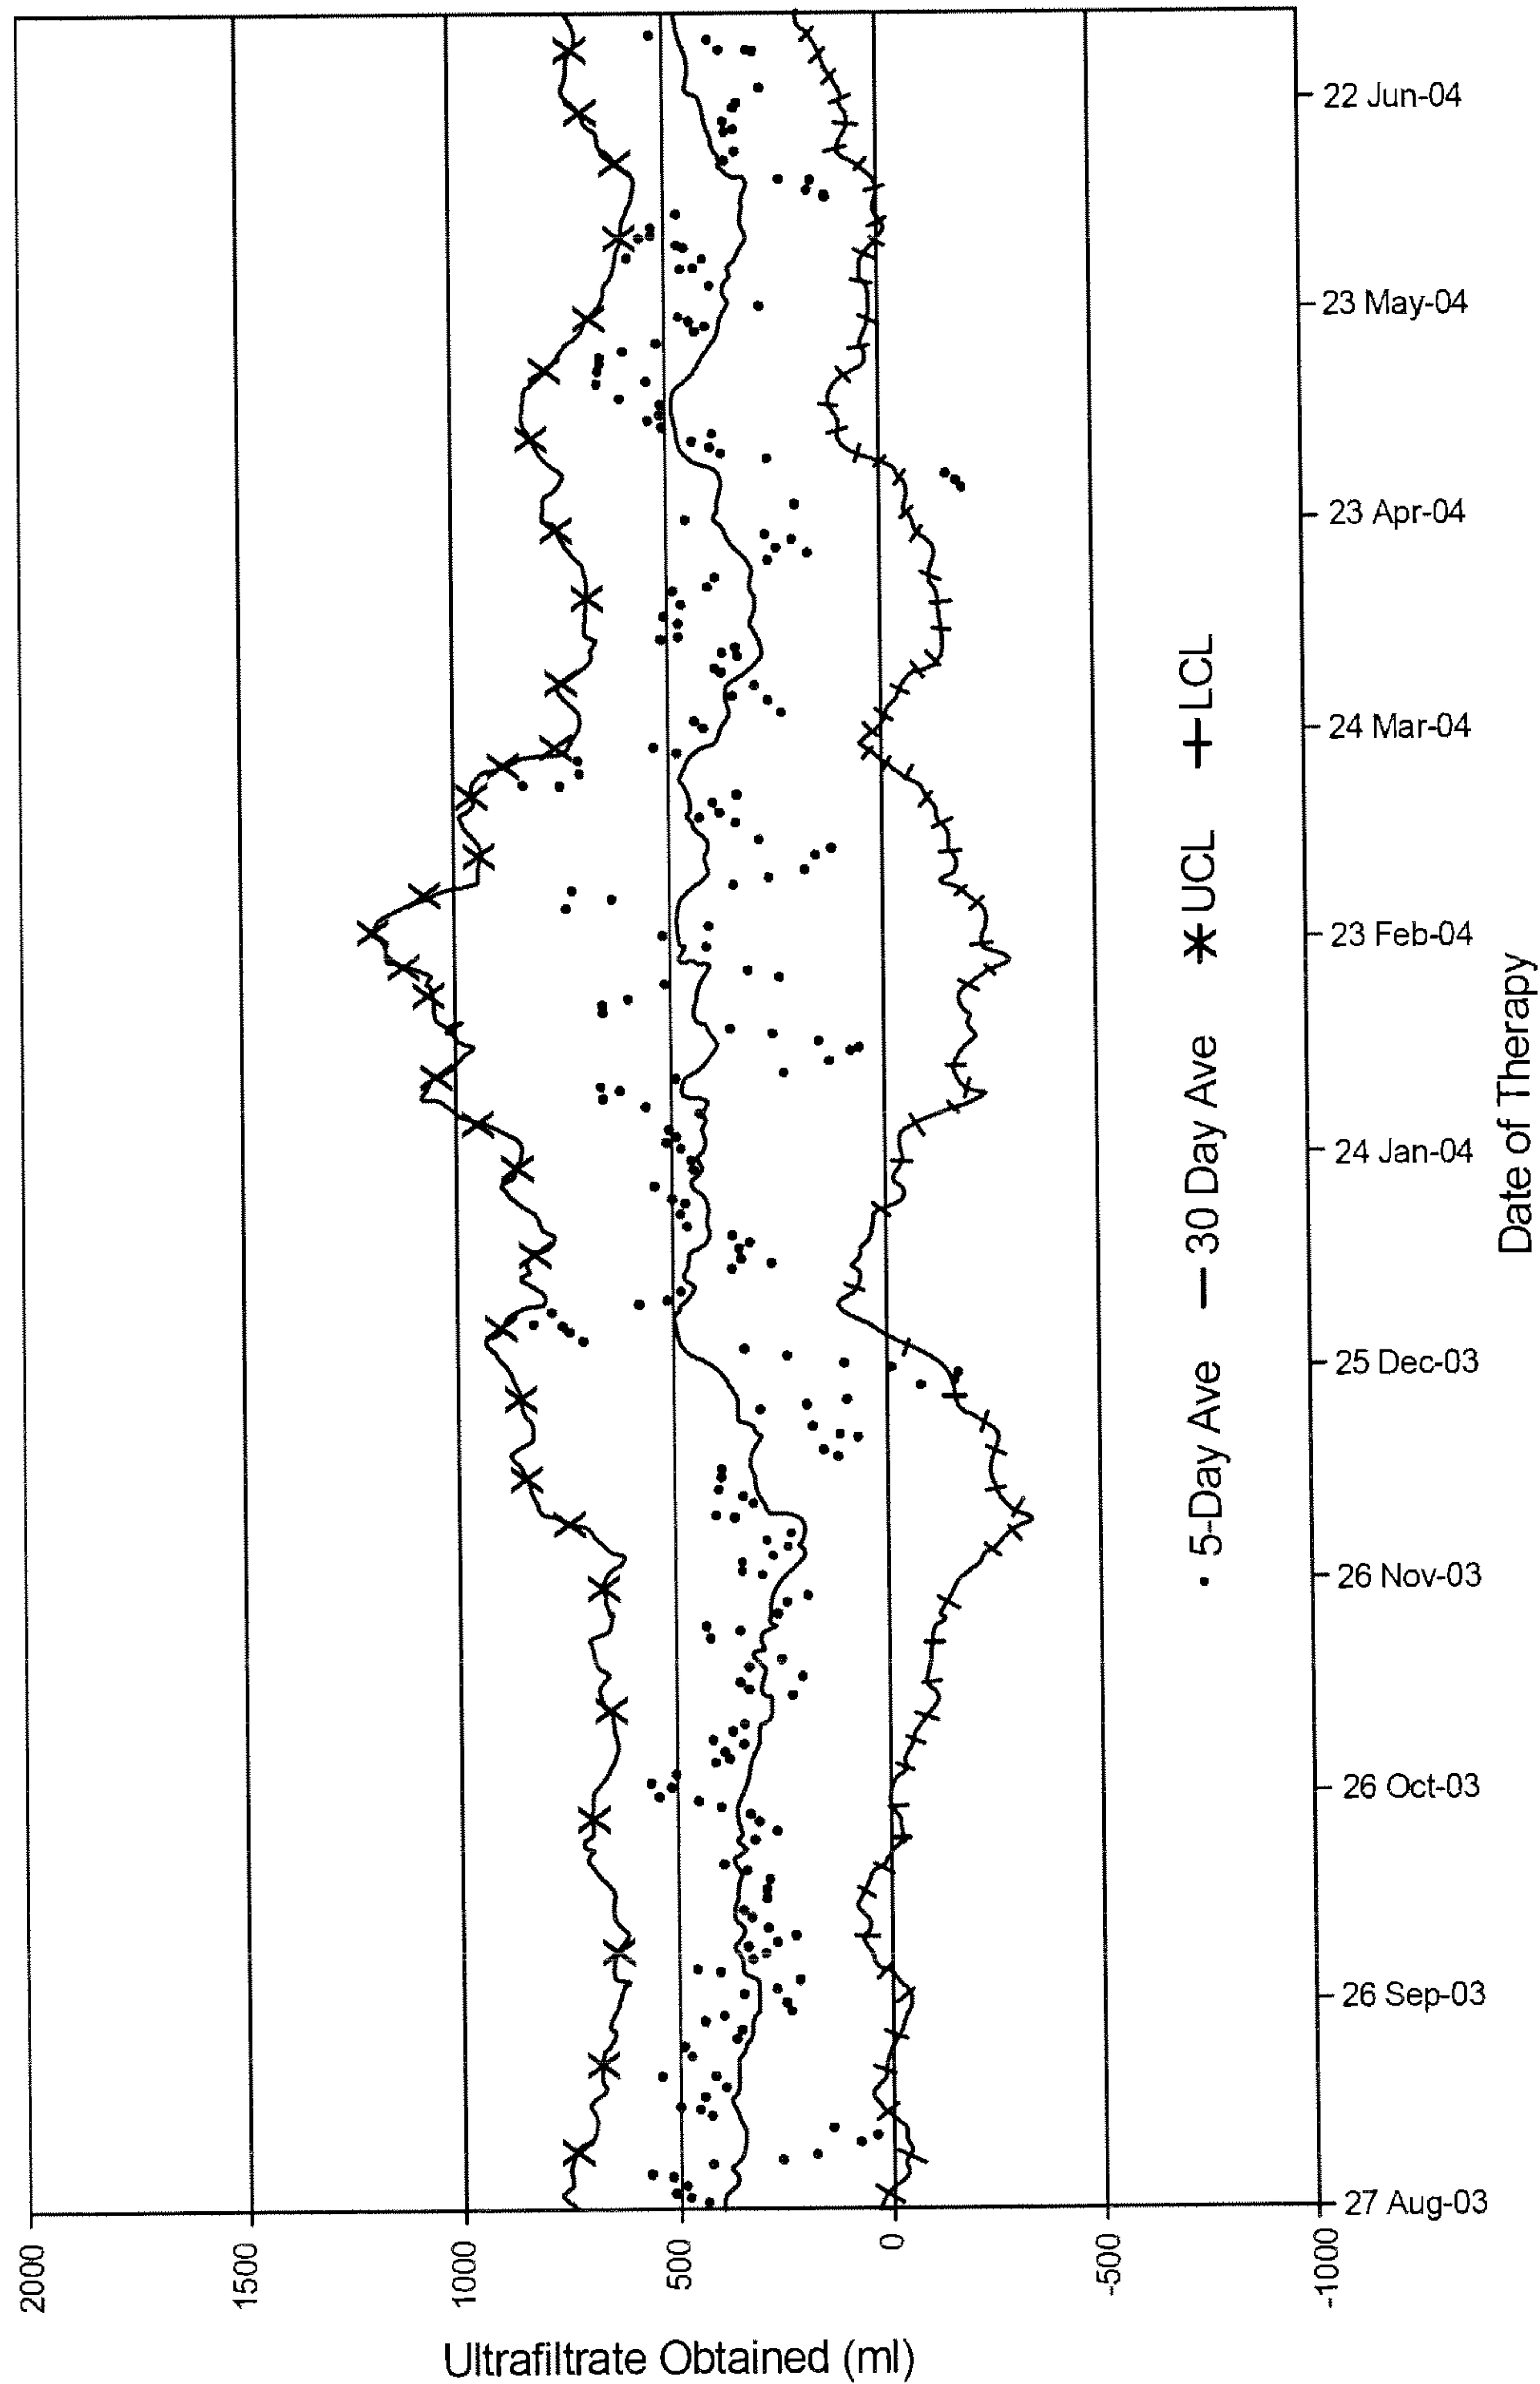 Ultrafiltrate Obtained (ml)
2000
1500
1000
500
0
-500
-1000
27 Aug-03
26 Sep-03
26 Oct-03
26 Nov-03
25 Dec-03
24 Jan-04
23 Feb-04
24 Mar-04
23 Apr-04
23 May-04
22 Jun-04
Date of Therapy
5-Day Ave
30 Day Ave
UCL
LCL